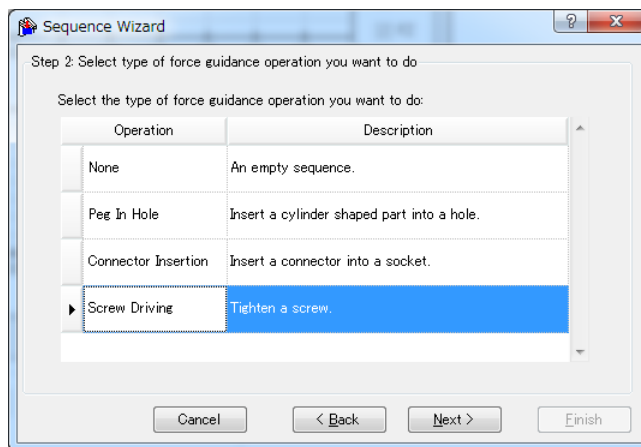 Sequence Wizard
Step 2: Select type of force guidance operation you want to do
Select the type of force guidance operation you want to do:
Operation Description
None An empty sequence.
Peg In Hole Insert a cylinder shaped part into a hole.
Connector Insertion Insert a connector into a socket.
Screw Driving Tighten a screw.
Cancel < Back Next > Finish